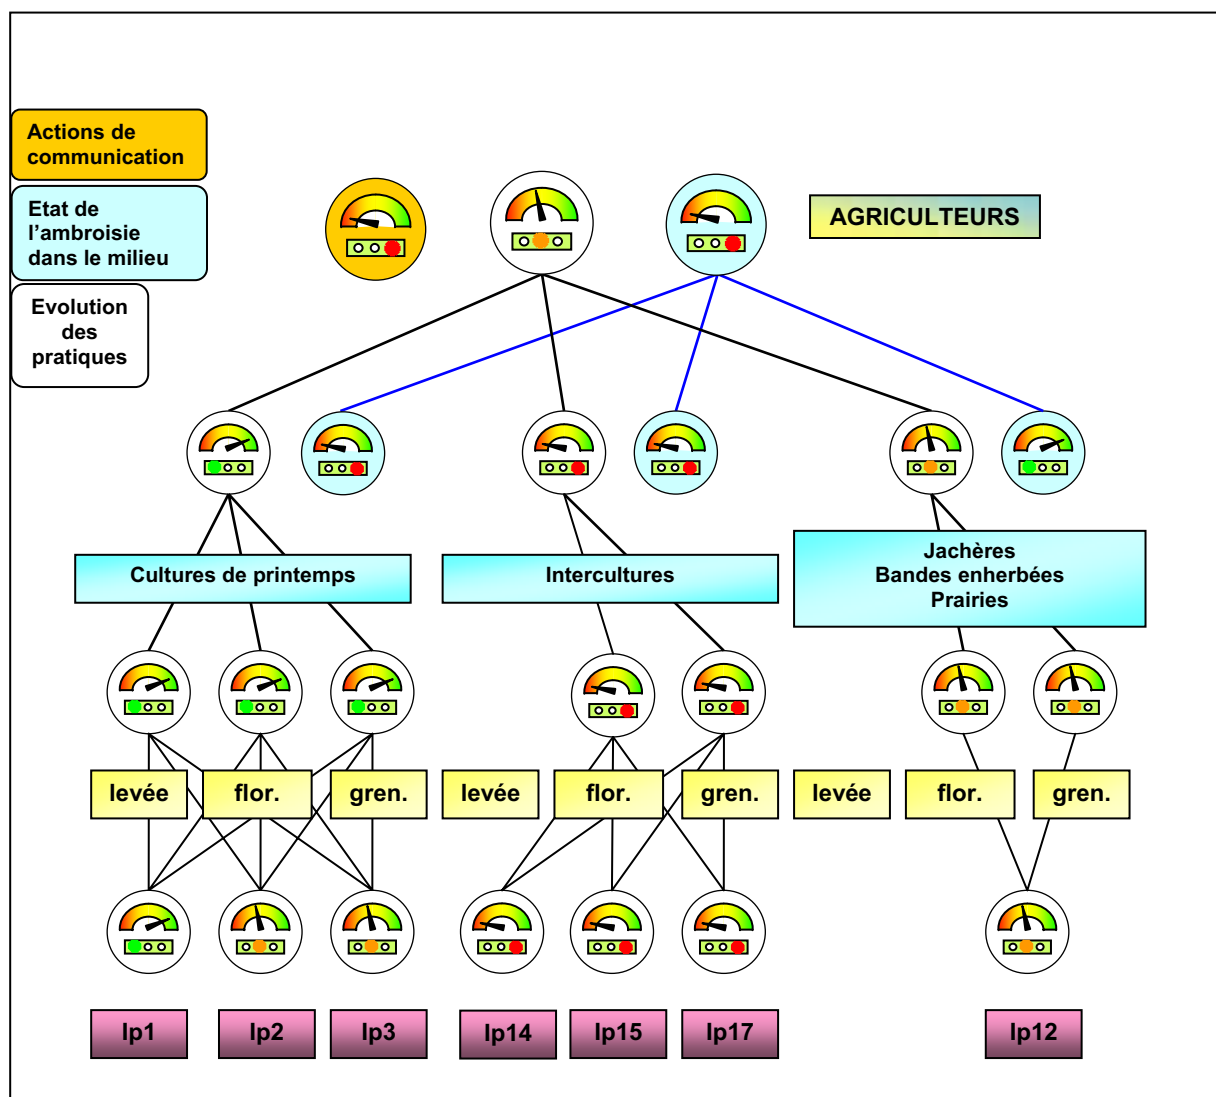 Actions de
communication
Etat de
l'ambroisie
dans le milieu
Evolution
des
pratiques
AGRICULTEURS
Cultures de printemps
Intercultures
Jachères
Bandes enherbées
Prairies
levée
flor.
gren.
levée
flor.
gren.
levée
flor.
gren.
Ip1
Ip2
Ip3
Ip14
Ip15
Ip17
Ip12